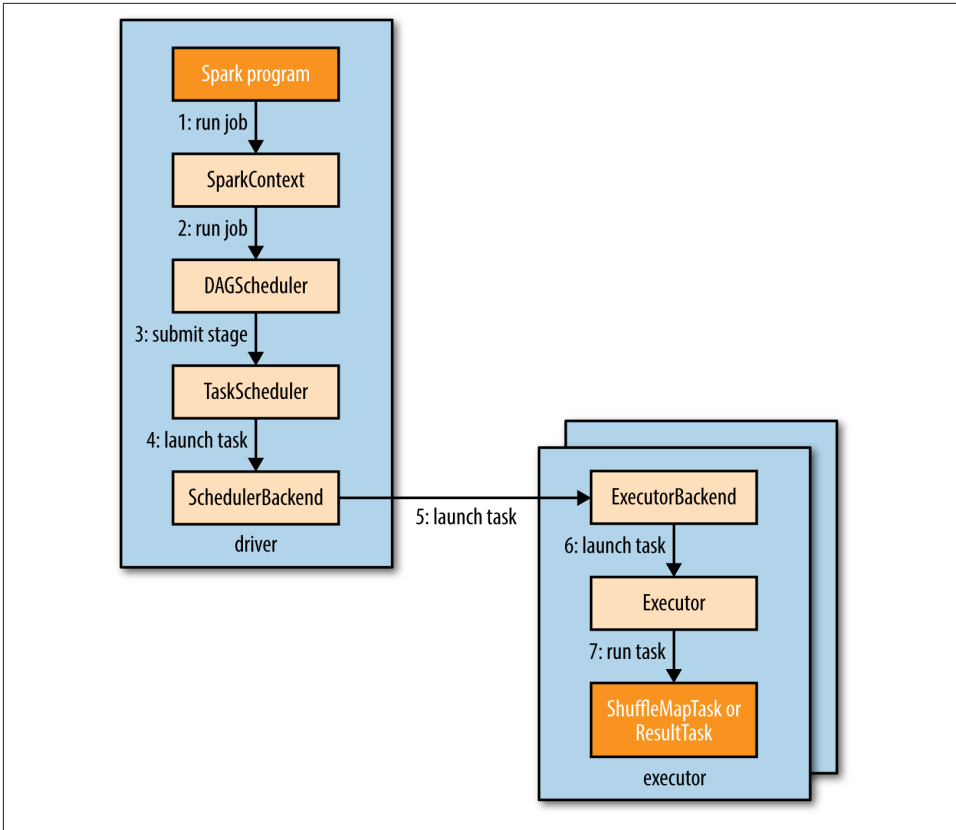 Spark program
1: run job
SparkContext
2: run job
DAGScheduler
3: submit stage
TaskScheduler
4: launch task
SchedulerBackend
driver
5: launch task
ExecutorBackend
6: launch task
Executor
7: run task
ShuffleMapTask or
ResultTask
executor